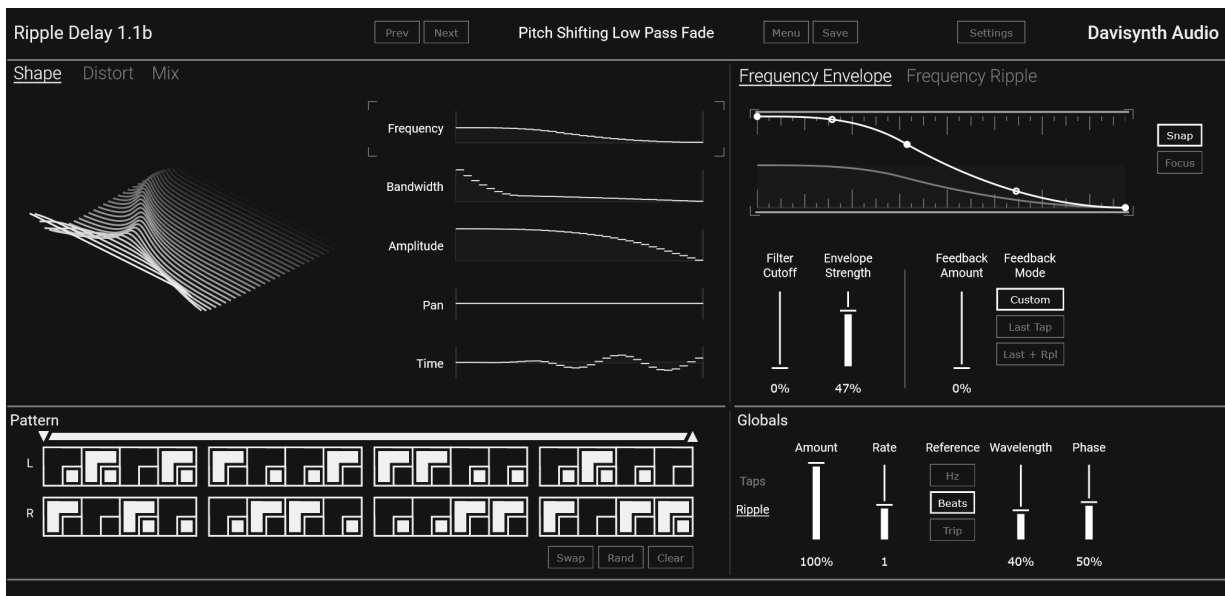 Ripple Delay 1.1b
Prev Next
Pitch Shifting Low Pass Fade
Menu Save
Settings
Davisynth Audio
Shape Distort Mix
Frequency
Bandwidth
Amplitude
Pan
Time
Frequency Envelope Frequency Ripple
Snap
Focus
Filter Cutoff
Envelope Strength
Feedback Amount
Feedback Mode
Custom
Last Tap
Last + Rpl
0% 47% 0%
Pattern
L
R
Swap Rand Clear
Globals
Taps
Ripple
Amount Rate Reference Wavelength Phase
Hz
Beats
Trip
100% 1 40% 50%